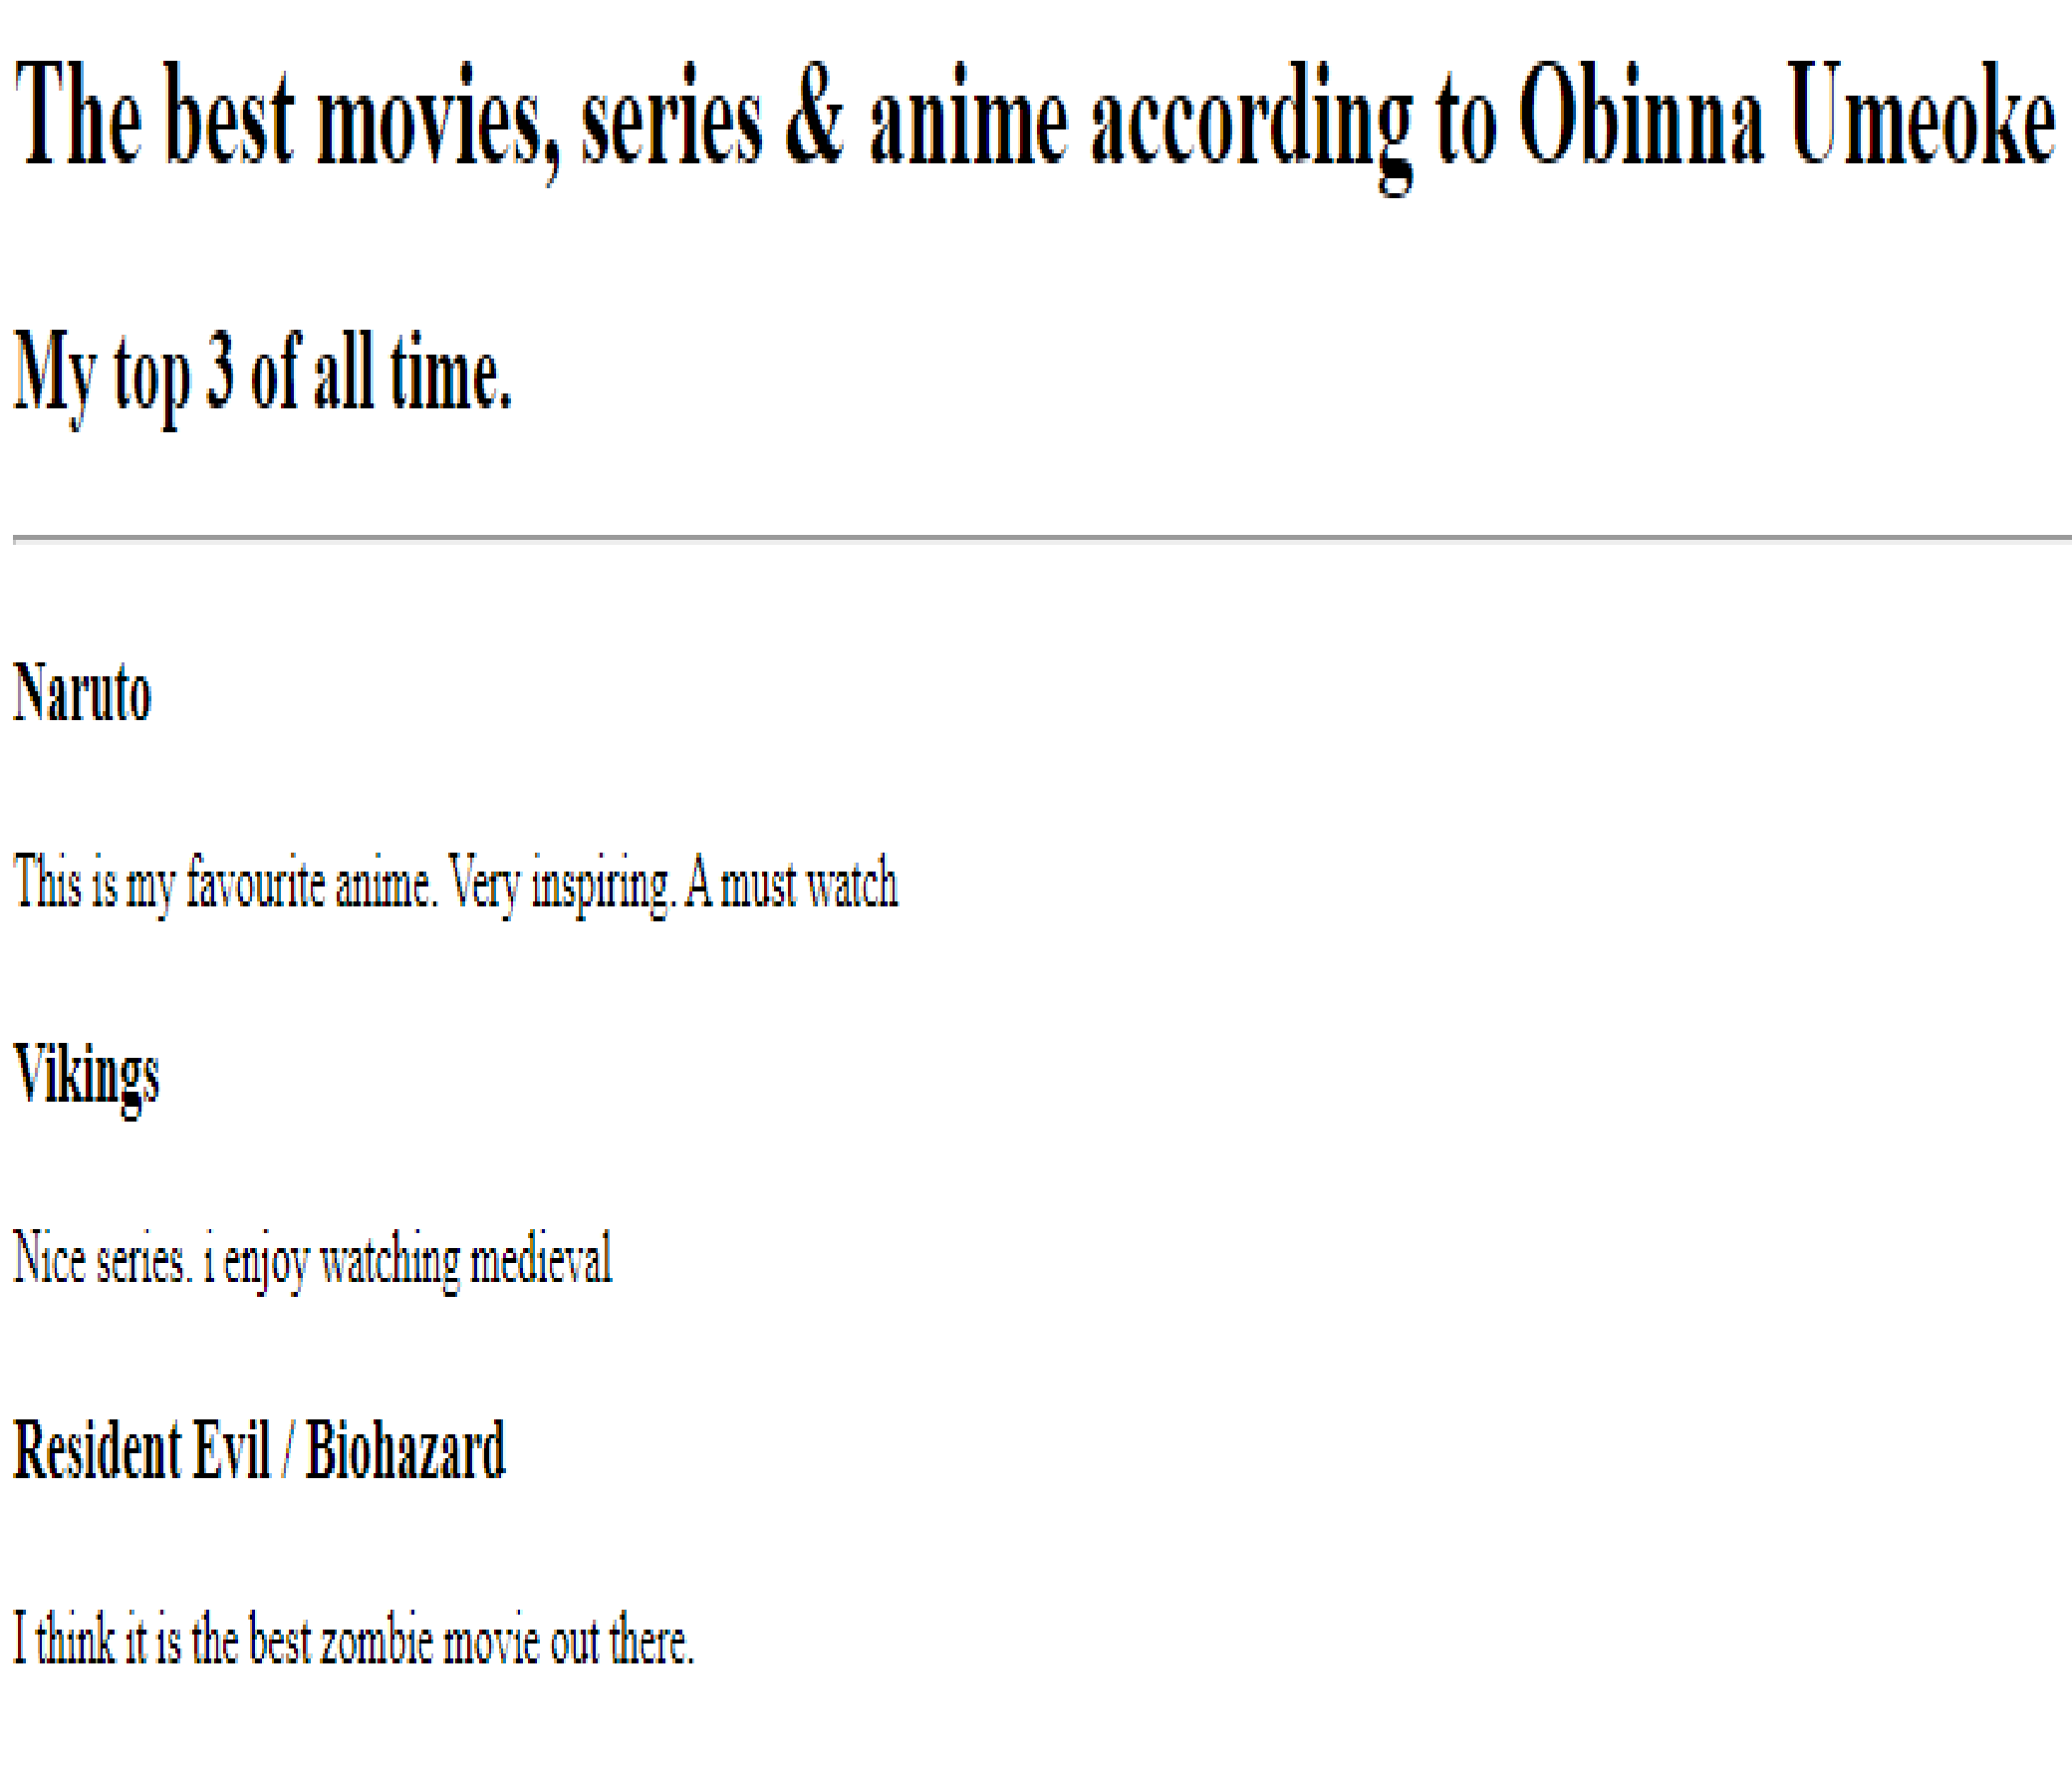 The best movies, series & anime according to Obinna Umeoke
My top 3 of all time.
Naruto
This is my favourite anime. Very inspiring. A must watch
Vikings
Nice series. i enjoy watching medieval
Resident Evil / Biohazard
I think it is the best zombie movie out there.